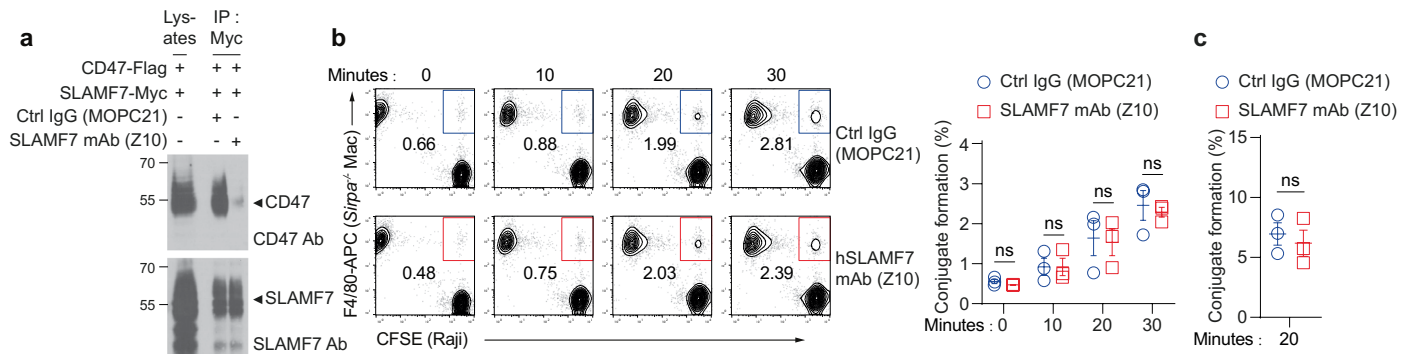 a
Lys-
ates
IP :
Myc
CD47-Flag + + +
SLAMF7-Myc + + +
Ctrl IgG (MOPC21) - + -
SLAMF7 mAb (Z10) - - +
70
55
CD47
CD47 Ab
70
55
SLAMF7
SLAMF7 Ab
b
Minutes : 0 10 20 30
F4/80-APC (Sirpa-/- Mac)
0.66 0.88 1.99 2.81
Ctrl IgG
(MOPC21)
0.48 0.75 2.03 2.39
hSLAMF7
mAb (Z10)
CFSE (Raji)
Ctrl IgG (MOPC21)
SLAMF7 mAb (Z10)
Conjugate formation (%)
4
3
2
1
0
ns ns ns ns
Minutes : 0 10 20 30
c
Ctrl IgG (MOPC21)
SLAMF7 mAb (Z10)
Conjugate formation (%)
15
10
5
0
ns
Minutes : 20